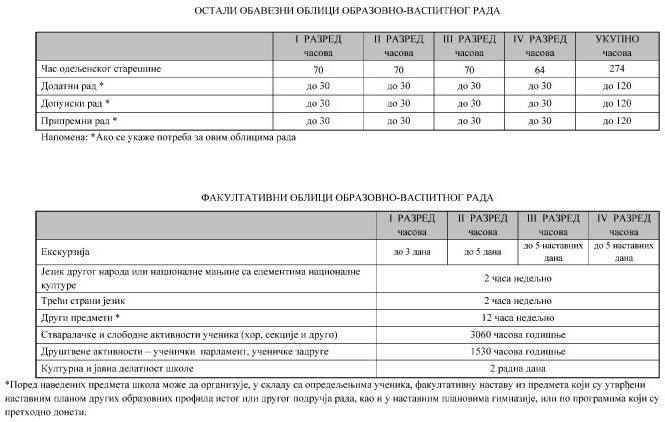 ОСТАЛИ ОБАВЕЗНИ ОБЛИЦИ ОБРАЗОВНО-ВАСПИТНОГ РАДА
I РАЗРЕД часова II РАЗРЕД часова III РАЗРЕД часова IV РАЗРЕД часова УКУПНО часова
Час одељенског старешине 70 70 70 64 274
Додатни рад * до 30 до 30 до 30 до 30 до 120
Допунски рад * до 30 до 30 до 30 до 30 до 120
Припремни рад * до 30 до 30 до 30 до 30 до 120
Напомена: *Ако се укаже потреба за овим облицима рада
ФАКУЛТАТИВНИ ОБЛИЦИ ОБРАЗОВНО-ВАСПИТНОГ РАДА
I РАЗРЕД часова II РАЗРЕД часова III РАЗРЕД часова IV РАЗРЕД часова
Екскурзија до 3 дана до 5 дана до 5 наставних дана до 5 наставних дана
Језик другог народа или националне мањине са елементима националне
културе 2 часа недељно
Трећи страни језик 2 часа недељно
Други предмети * 12 часа недељно
Стваралачке и слободне активности ученика (хор, секције и друго) 3060 часова годишње
Друштвене активности – ученички парламент, ученичке задруге 1530 часова годишње
Културна и јавна делатност школе 2 радна дана
*Поред наведених предмета школа може да организује, у складу са опредељењима ученика, факултативну наставу из предмета који су утврђени
наставним планом других образовних профила истог или другог подручја рада, као и у наставним плановима гимназије, или по програмима који су
претходно донети.